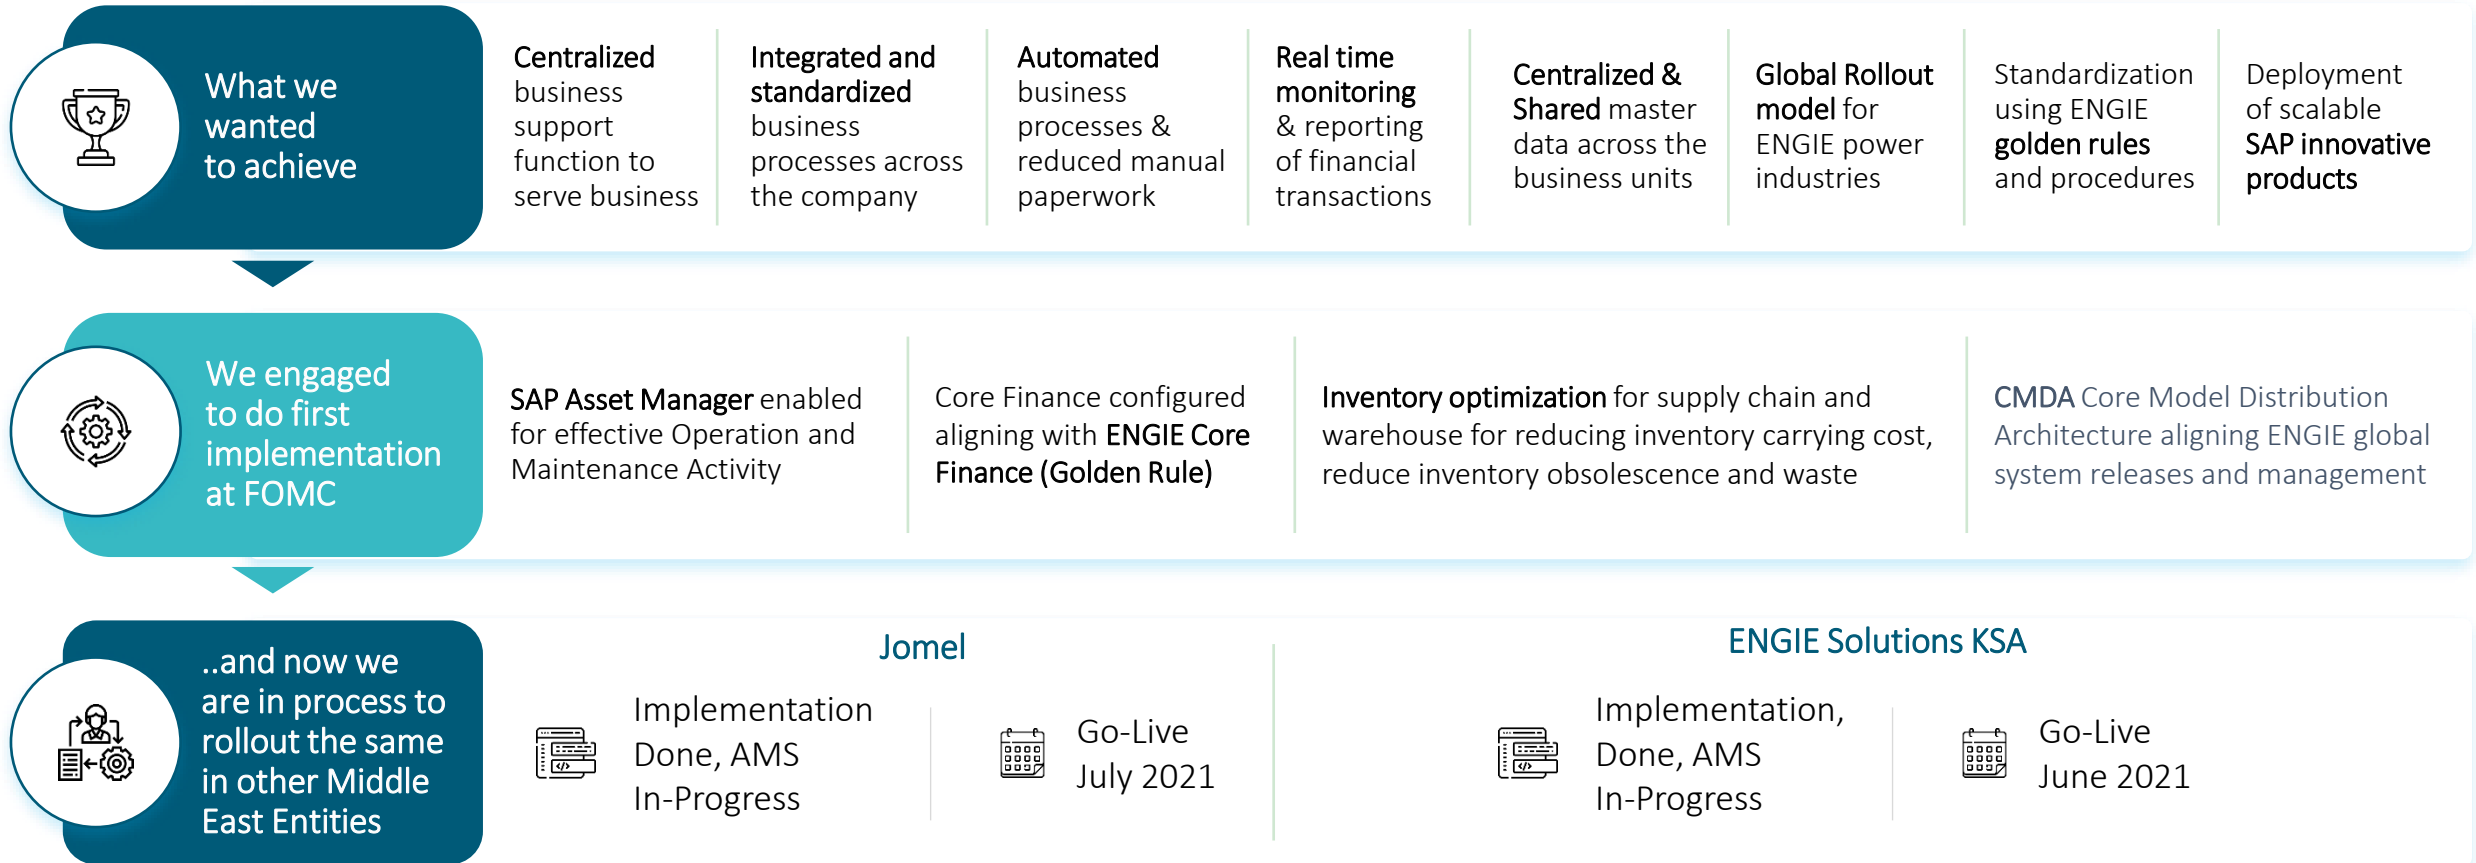 What we
wanted
to achieve
Centralized
business
support
function to
serve business
Integrated and
standardized
business
processes across
the company
Automated
business
processes &
reduced manual
paperwork
Real time
monitoring
& reporting
of financial
transactions
Centralized &
Shared master
data across the
business units
Global Rollout
model for
ENGIE power
industries
Standardization
using ENGIE
golden rules
and procedures
Deployment
of scalable
SAP innovative
products
We engaged
to do first
implementation
at FOMC
SAP Asset Manager enabled
for effective Operation and
Maintenance Activity
Core Finance configured
aligning with ENGIE Core
Finance (Golden Rule)
Inventory optimization for supply chain and
warehouse for reducing inventory carrying cost,
reduce inventory obsolescence and waste
CMDA Core Model Distribution
Architecture aligning ENGIE global
system releases and management
..and now we
are in process to
rollout the same
in other Middle
East Entities
Jomel
Implementation
Done, AMS
In-Progress
Go-Live
July 2021
ENGIE Solutions KSA
Implementation,
Done, AMS
In-Progress
Go-Live
June 2021